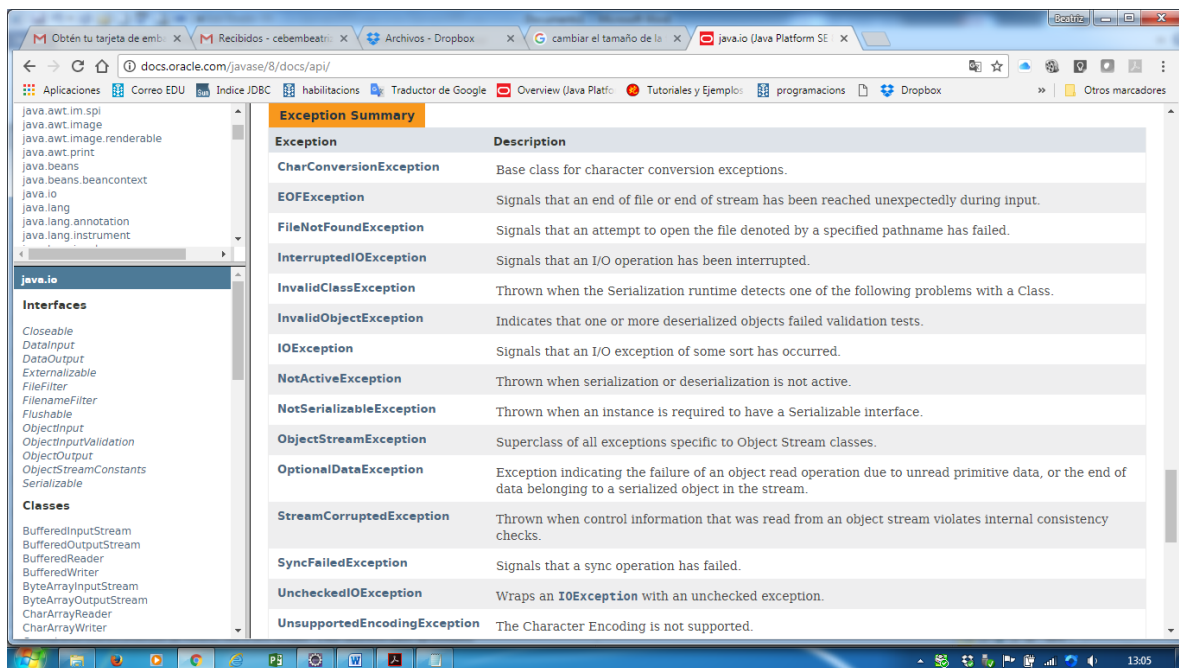 Beatriz
Obtén tu tarjeta de emb
Recibidos - cebembeatri
Archivos - Dropbox
cambiar el tamaño de la
java.io (Java Platform SE
docs.oracle.com/javase/8/docs/api/
Aplicaciones
Correo EDU
Indice JDBC
habilitacions
Traductor de Google
Overview (Java Platfo
Tutoriales y Ejemplos
programacions
Dropbox
»
Otros marcadores
java.awt.im.spi
java.awt.image
java.awt.image.renderable
java.awt.print
java.beans
java.beans.beancontext
java.io
java.lang
java.lang.annotation
java.lang.instrument
java.io
Interfaces
Closeable
DataInput
DataOutput
Externalizable
FileFilter
FilenameFilter
Flushable
ObjectInput
ObjectInputValidation
ObjectOutput
ObjectStreamConstants
Serializable
Classes
BufferedInputStream
BufferedOutputStream
BufferedReader
BufferedWriter
ByteArrayInputStream
ByteArrayOutputStream
CharArrayReader
CharArrayWriter
Exception Summary
Exception Description
CharConversionException Base class for character conversion exceptions.
EOFException Signals that an end of file or end of stream has been reached unexpectedly during input.
FileNotFoundException Signals that an attempt to open the file denoted by a specified pathname has failed.
InterruptedIOException Signals that an I/O operation has been interrupted.
InvalidClassException Thrown when the Serialization runtime detects one of the following problems with a Class.
InvalidObjectException Indicates that one or more deserialized objects failed validation tests.
IOException Signals that an I/O exception of some sort has occurred.
NotActiveException Thrown when serialization or deserialization is not active.
NotSerializableException Thrown when an instance is required to have a Serializable interface.
ObjectStreamException Superclass of all exceptions specific to Object Stream classes.
OptionalDataException Exception indicating the failure of an object read operation due to unread primitive data, or the end of
data belonging to a serialized object in the stream.
StreamCorruptedException Thrown when control information that was read from an object stream violates internal consistency
checks.
SyncFailedException Signals that a sync operation has failed.
UncheckedIOException Wraps an IOException with an unchecked exception.
UnsupportedEncodingException The Character Encoding is not supported.
13:05